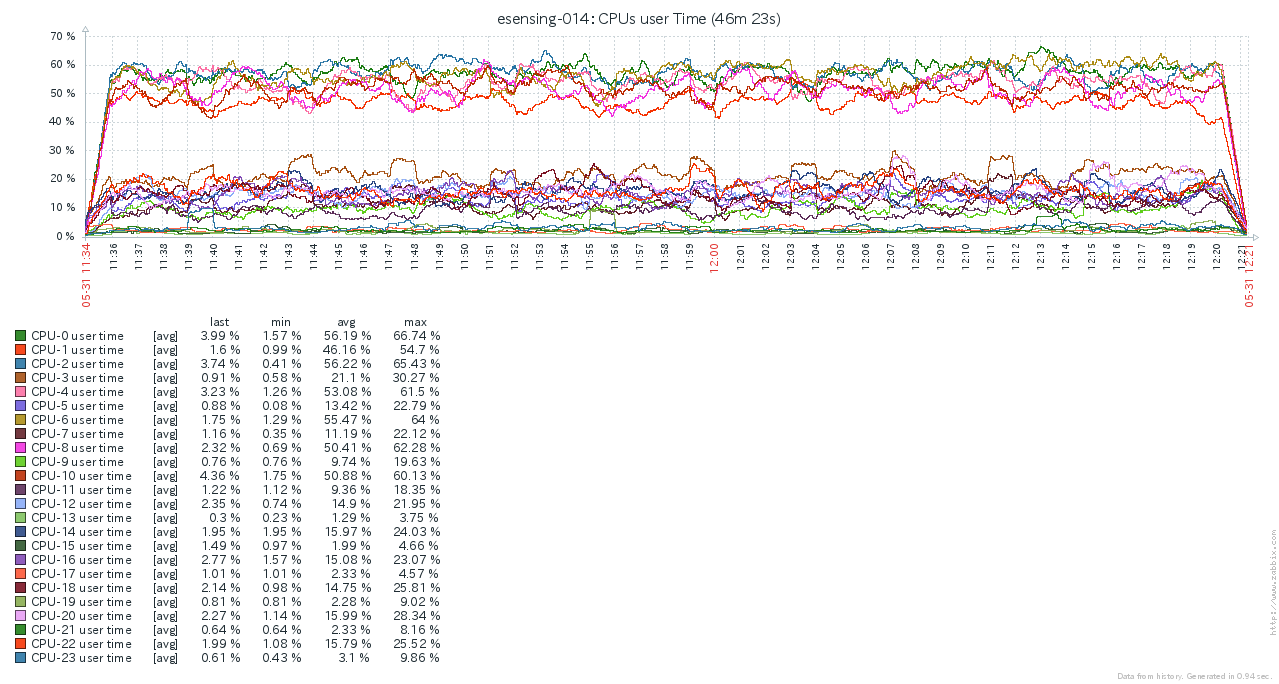 esensing-014: CPUs user Time (46m 23s)
70 %
60 %
50 %
40 %
30 %
20 %
10 %
0 %
05-31 11:34 11:36 11:37 11:38 11:39 11:40 11:41 11:42 11:43 11:44 11:45 11:46 11:47 11:48 11:49 11:50 11:51 11:52 11:53 11:54 11:55 11:56 11:57 11:58 11:59 12:00 12:01 12:02 12:03 12:04 12:05 12:06 12:07 12:08 12:09 12:10 12:11 12:12 12:13 12:14 12:15 12:16 12:17 12:18 12:19 12:20 12:21 05-31 12:21
last min avg max
CPU-0 user time [avg] 3.99 % 1.57 % 56.19 % 66.74 %
CPU-1 user time [avg] 1.6 % 0.99 % 46.16 % 54.7 %
CPU-2 user time [avg] 3.74 % 0.41 % 56.22 % 65.43 %
CPU-3 user time [avg] 0.91 % 0.58 % 21.1 % 30.27 %
CPU-4 user time [avg] 3.23 % 1.26 % 53.08 % 61.5 %
CPU-5 user time [avg] 0.88 % 0.08 % 13.42 % 22.79 %
CPU-6 user time [avg] 1.75 % 1.29 % 55.47 % 64 %
CPU-7 user time [avg] 1.16 % 0.35 % 11.19 % 22.12 %
CPU-8 user time [avg] 2.32 % 0.69 % 50.41 % 62.28 %
CPU-9 user time [avg] 0.76 % 0.76 % 9.74 % 19.63 %
CPU-10 user time [avg] 4.36 % 1.75 % 50.88 % 60.13 %
CPU-11 user time [avg] 1.22 % 1.12 % 9.36 % 18.35 %
CPU-12 user time [avg] 2.35 % 0.74 % 14.9 % 21.95 %
CPU-13 user time [avg] 0.3 % 0.23 % 1.29 % 3.75 %
CPU-14 user time [avg] 1.95 % 1.95 % 15.97 % 24.03 %
CPU-15 user time [avg] 1.49 % 0.97 % 1.99 % 4.66 %
CPU-16 user time [avg] 2.77 % 1.57 % 15.08 % 23.07 %
CPU-17 user time [avg] 1.01 % 1.01 % 2.33 % 4.57 %
CPU-18 user time [avg] 2.14 % 0.98 % 14.75 % 25.81 %
CPU-19 user time [avg] 0.81 % 0.81 % 2.28 % 9.02 %
CPU-20 user time [avg] 2.27 % 1.14 % 15.99 % 28.34 %
CPU-21 user time [avg] 0.64 % 0.64 % 2.33 % 8.16 %
CPU-22 user time [avg] 1.99 % 1.08 % 15.79 % 25.52 %
CPU-23 user time [avg] 0.61 % 0.43 % 3.1 % 9.86 %
http://www.zabbix.com
Data from history. Generated in 0.94 sec.